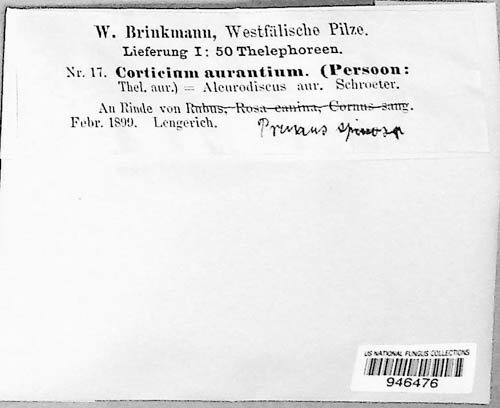 W. Brinkmann, Westfälische Pilze.
Lieferung I: 50 Thelephoreen.
Nr. 17. Corticium aurantium. (Persoon:
Thel. aur.) = Aleurodiscus aur. Schroeter.
An Rinde von Rubus, Rosa canina, Cornus sang.
Febr. 1899. Lengerich. Prunus spinosa
US NATIONAL FUNGUS COLLECTIONS
946476